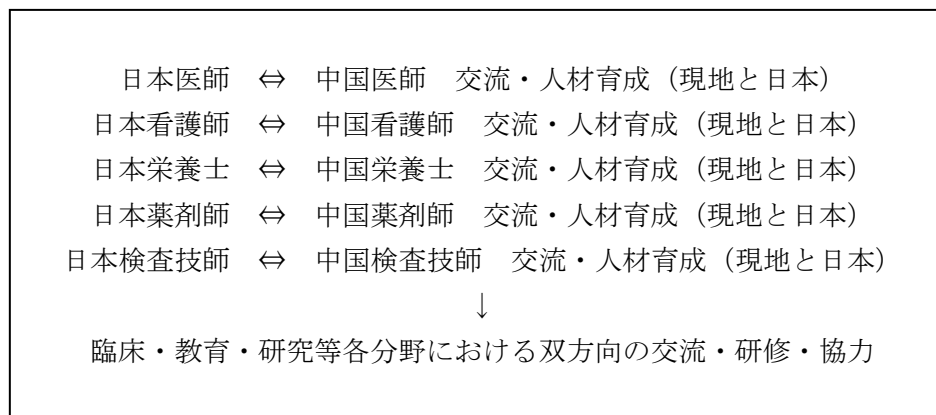 日本医師　⇔　中国医師　交流・人材育成（現地と日本）
日本看護師　⇔　中国看護師　交流・人材育成（現地と日本）
日本栄養士　⇔　中国栄養士　交流・人材育成（現地と日本）
日本薬剤師　⇔　中国薬剤師　交流・人材育成（現地と日本）
日本検査技師　⇔　中国検査技師　交流・人材育成（現地と日本）
↓
臨床・教育・研究等各分野における双方向の交流・研修・協力